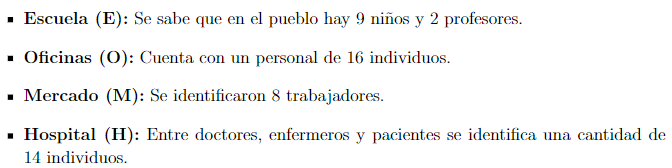 ▪ Escuela (E): Se sabe que en el pueblo hay 9 niños y 2 profesores.
▪ Oficinas (O): Cuenta con un personal de 16 individuos.
▪ Mercado (M): Se identificaron 8 trabajadores.
▪ Hospital (H): Entre doctores, enfermeros y pacientes se identifica una cantidad de
14 individuos.